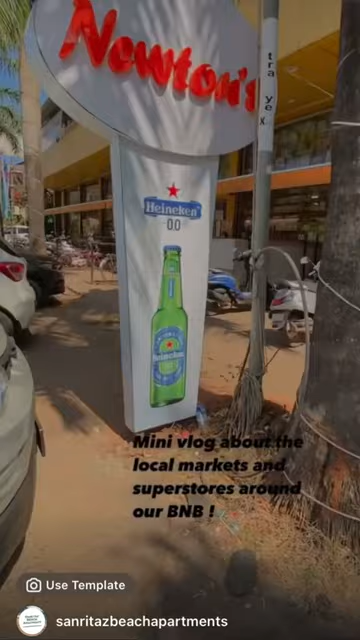 Newton's
Heineken
0.0
Heineken
Mini vlog about the
local markets and
superstores around
our BNB !
Use Template
sanritazbeachapartments